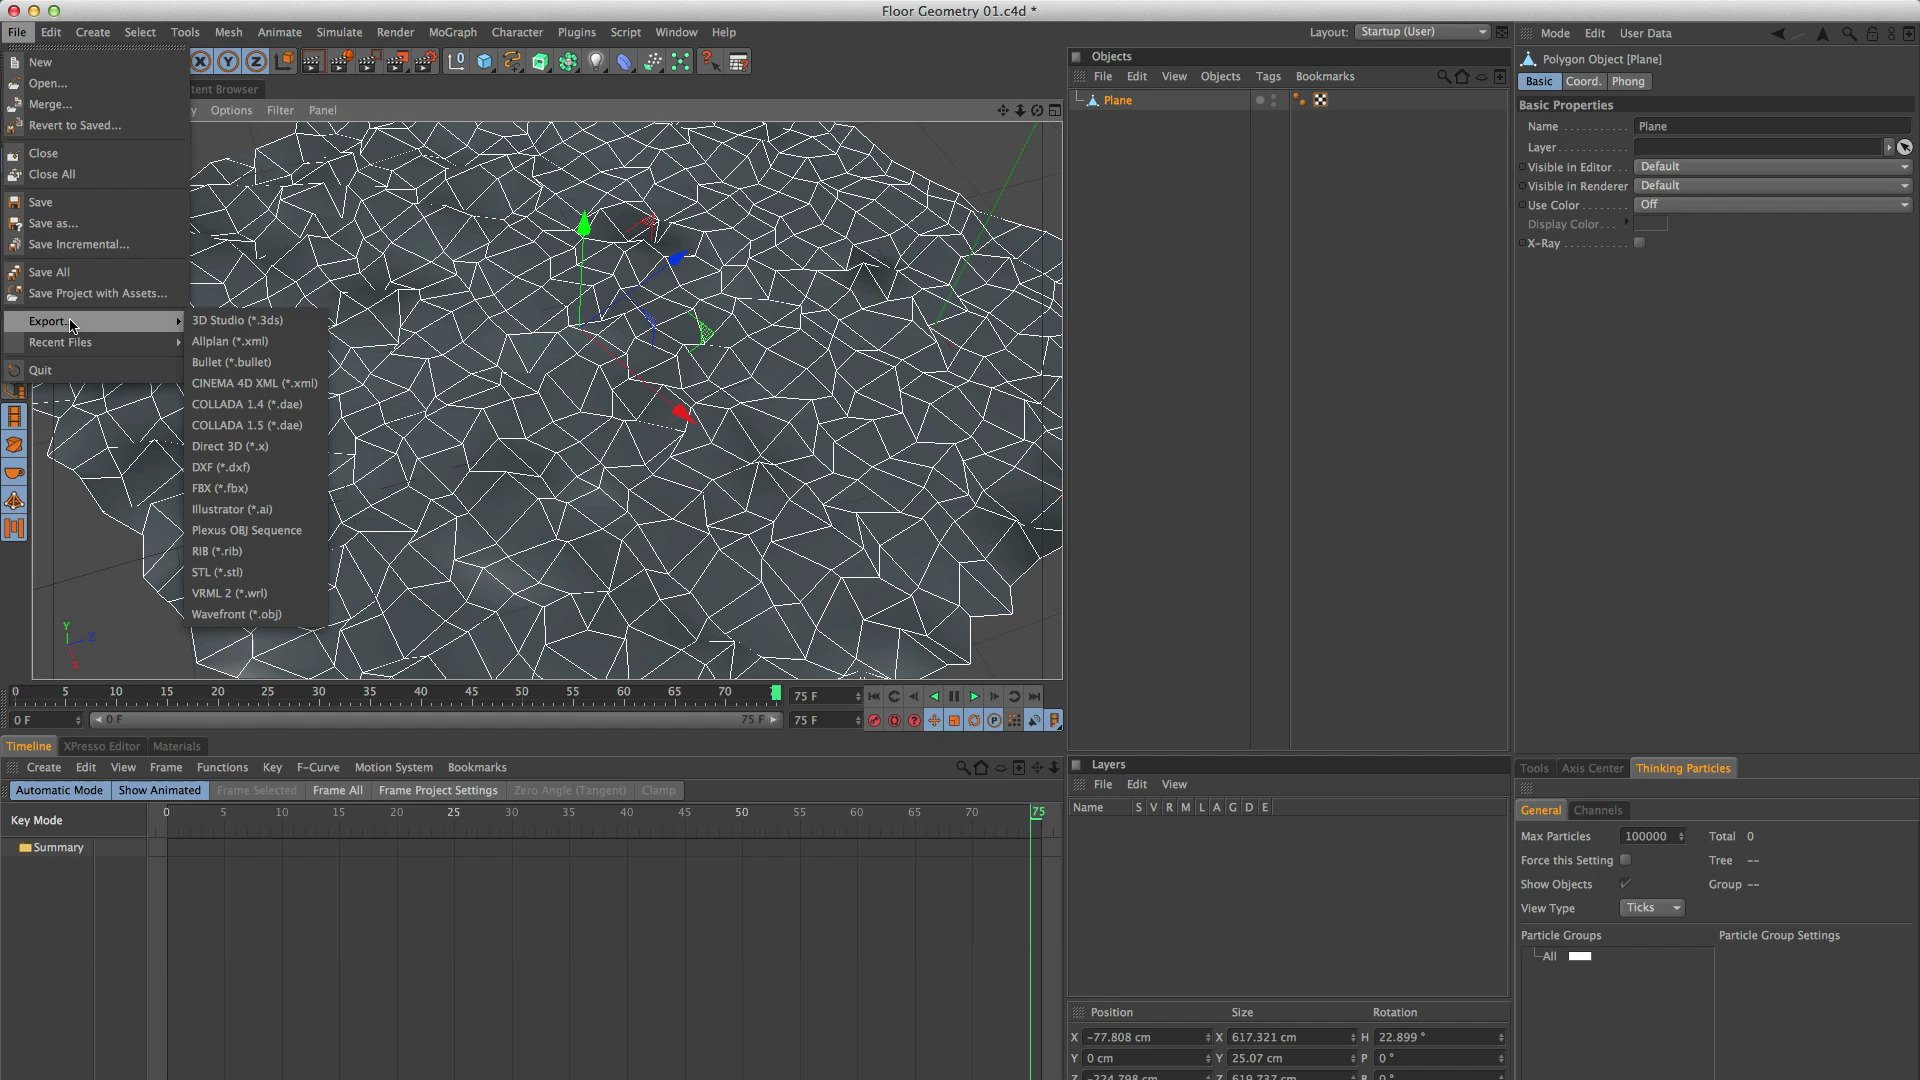 Floor Geometry 01.c4d *
File Edit Create Select Tools Mesh Animate Simulate Render MoGraph Character Plugins Script Window Help
Layout: Startup (User)
New
Open...
Merge...
Revert to Saved...
Close
Close All
Save
Save as...
Save Incremental...
Save All
Save Project with Assets...
Export...
Recent Files
Quit
3D Studio (*.3ds)
Allplan (*.xml)
Bullet (*.bullet)
CINEMA 4D XML (*.xml)
COLLADA 1.4 (*.dae)
COLLADA 1.5 (*.dae)
Direct 3D (*.x)
DXF (*.dxf)
FBX (*.fbx)
Illustrator (*.ai)
Plexus OBJ Sequence
RIB (*.rib)
STL (*.stl)
VRML 2 (*.wrl)
Wavefront (*.obj)
X Y Z
tent Browser
Options Filter Panel
Y Z X
0 5 10 15 20 25 30 35 40 45 50 55 60 65 70 75 F
0 F 0 F 75 F 75 F
Timeline XPresso Editor Materials
Create Edit View Frame Functions Key F-Curve Motion System Bookmarks
Automatic Mode Show Animated Frame Selected Frame All Frame Project Settings Zero Angle (Tangent) Clamp
Key Mode 0 5 10 15 20 25 30 35 40 45 50 55 60 65 70 75
Summary
Objects
File Edit View Objects Tags Bookmarks
Plane
Layers
File Edit View
Name S V R M L A G D E
Position Size Rotation
X -77.808 cm X 617.321 cm H 22.899 °
Y 0 cm Y 25.07 cm P 0 °
Z -224.798 cm Z 619.737 cm B 0 °
Mode Edit User Data
Polygon Object [Plane]
Basic Coord. Phong
Basic Properties
Name Plane
Layer
Visible in Editor Default
Visible in Renderer Default
Use Color Off
Display Color
X-Ray
Tools Axis Center Thinking Particles
General Channels
Max Particles 100000 Total 0
Force this Setting Tree --
Show Objects Group --
View Type Ticks
Particle Groups Particle Group Settings
All